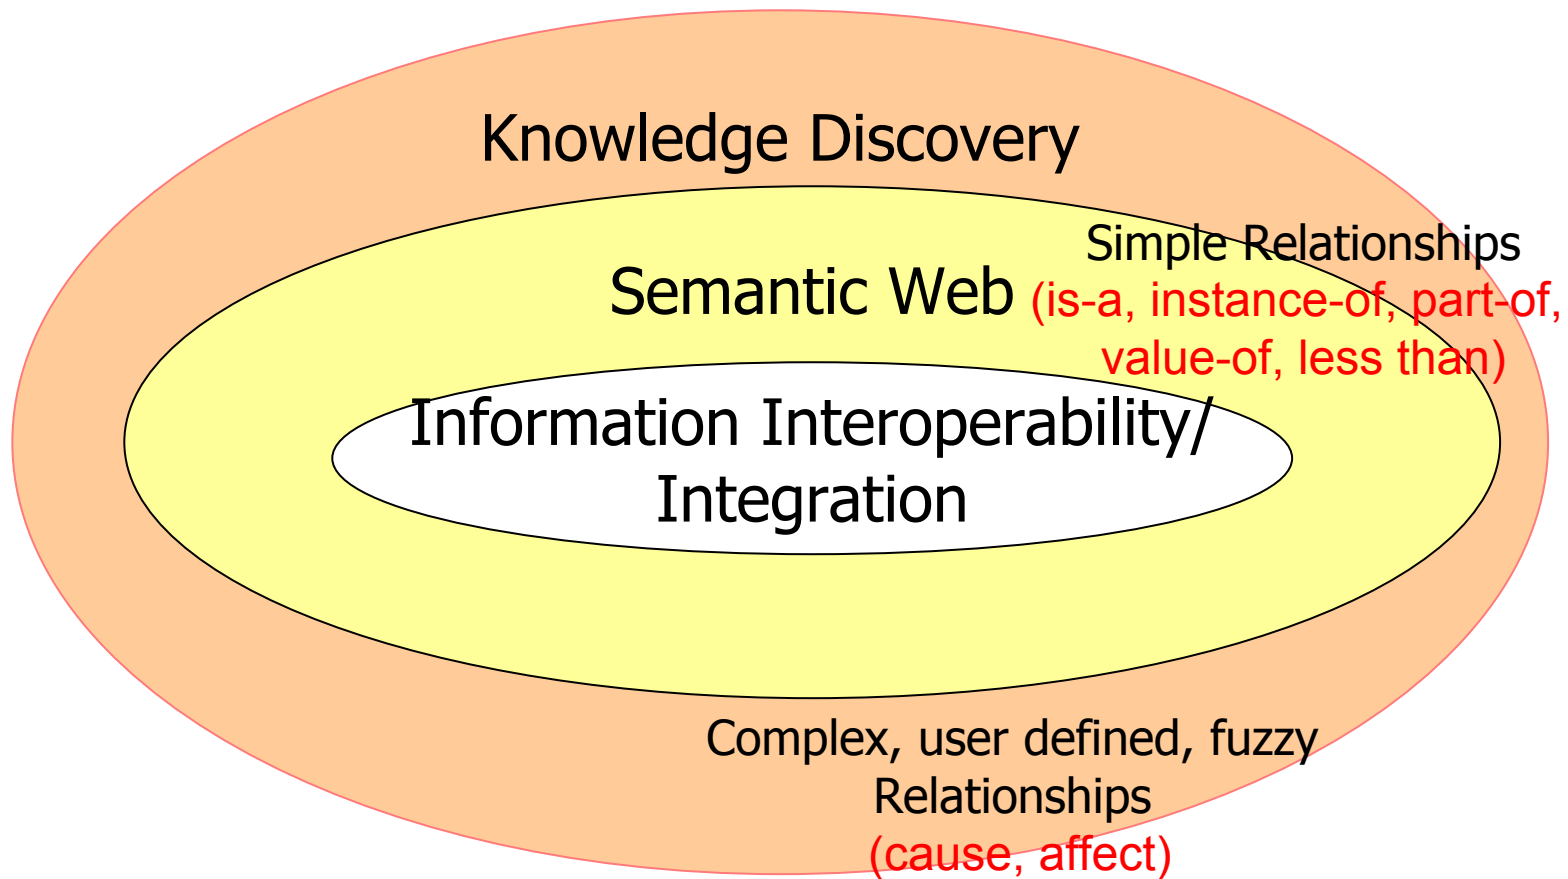 Knowledge Discovery
Simple Relationships
Semantic Web (is-a, instance-of, part-of,
value-of, less than)
Information Interoperability/
Integration
Complex, user defined, fuzzy
Relationships
(cause, affect)